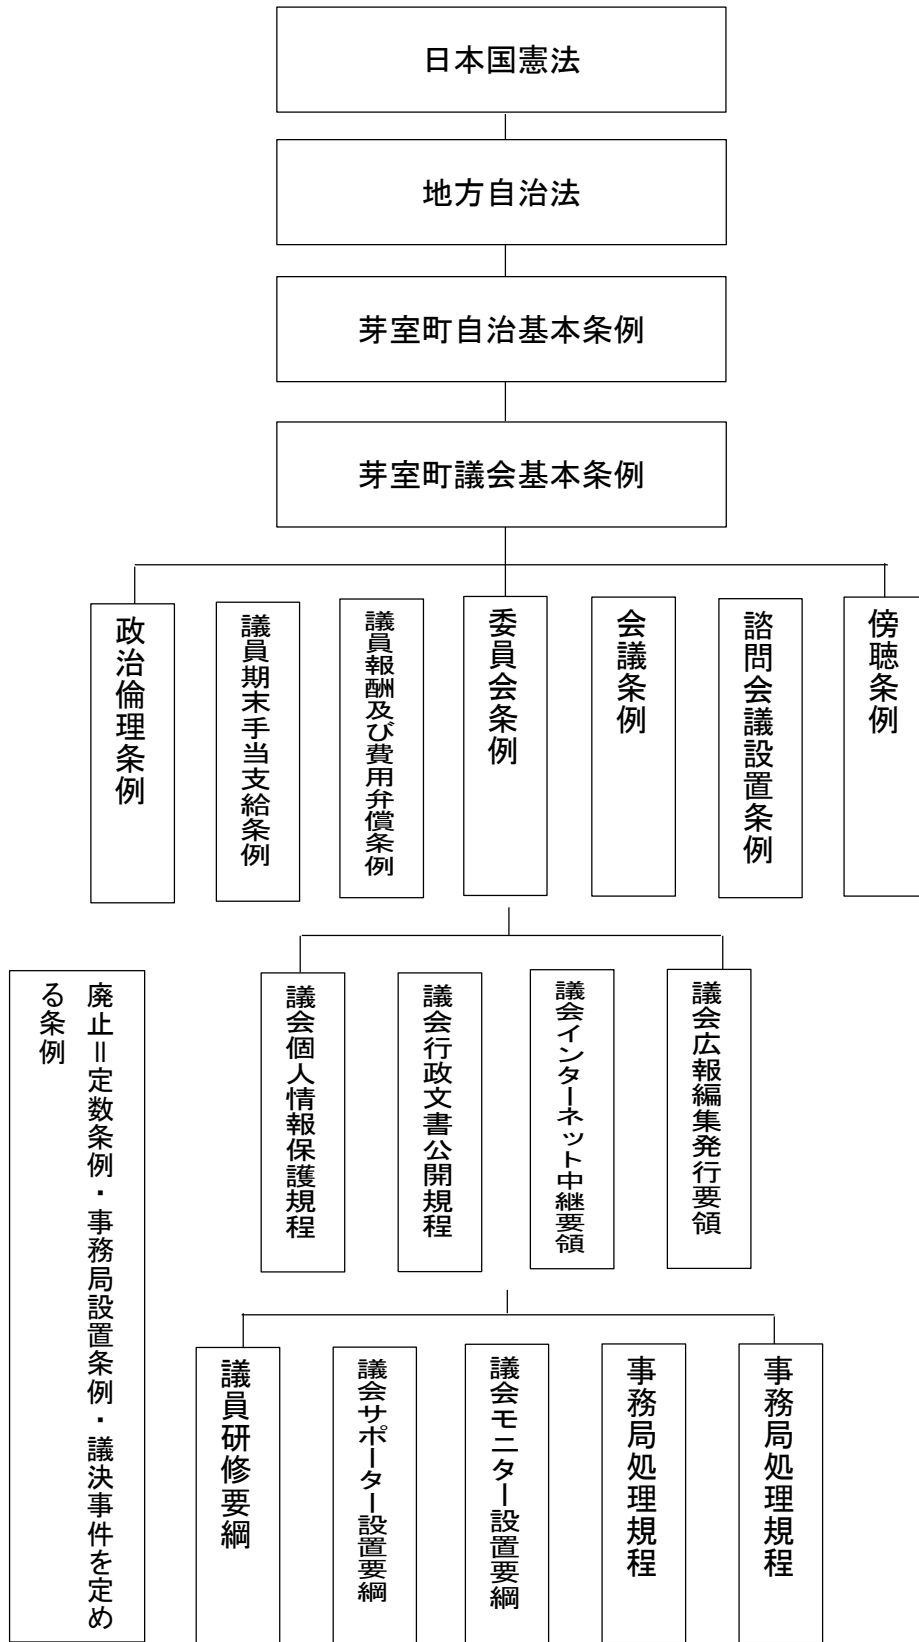 日本国憲法
地方自治法
芽室町自治基本条例
芽室町議会基本条例
政治倫理条例
議員期末手当支給条例
議員報酬及び費用弁償条例
委員会条例
会議条例
諮問会議設置条例
傍聴条例
廃止＝定数条例・事務局設置条例・議決事件を定め
る条例
議会個人情報保護規程
議会行政文書公開規程
議会インターネット中継要領
議会広報編集発行要領
議員研修要綱
議会サポーター設置要綱
議会モニター設置要綱
事務局処理規程
事務局処理規程